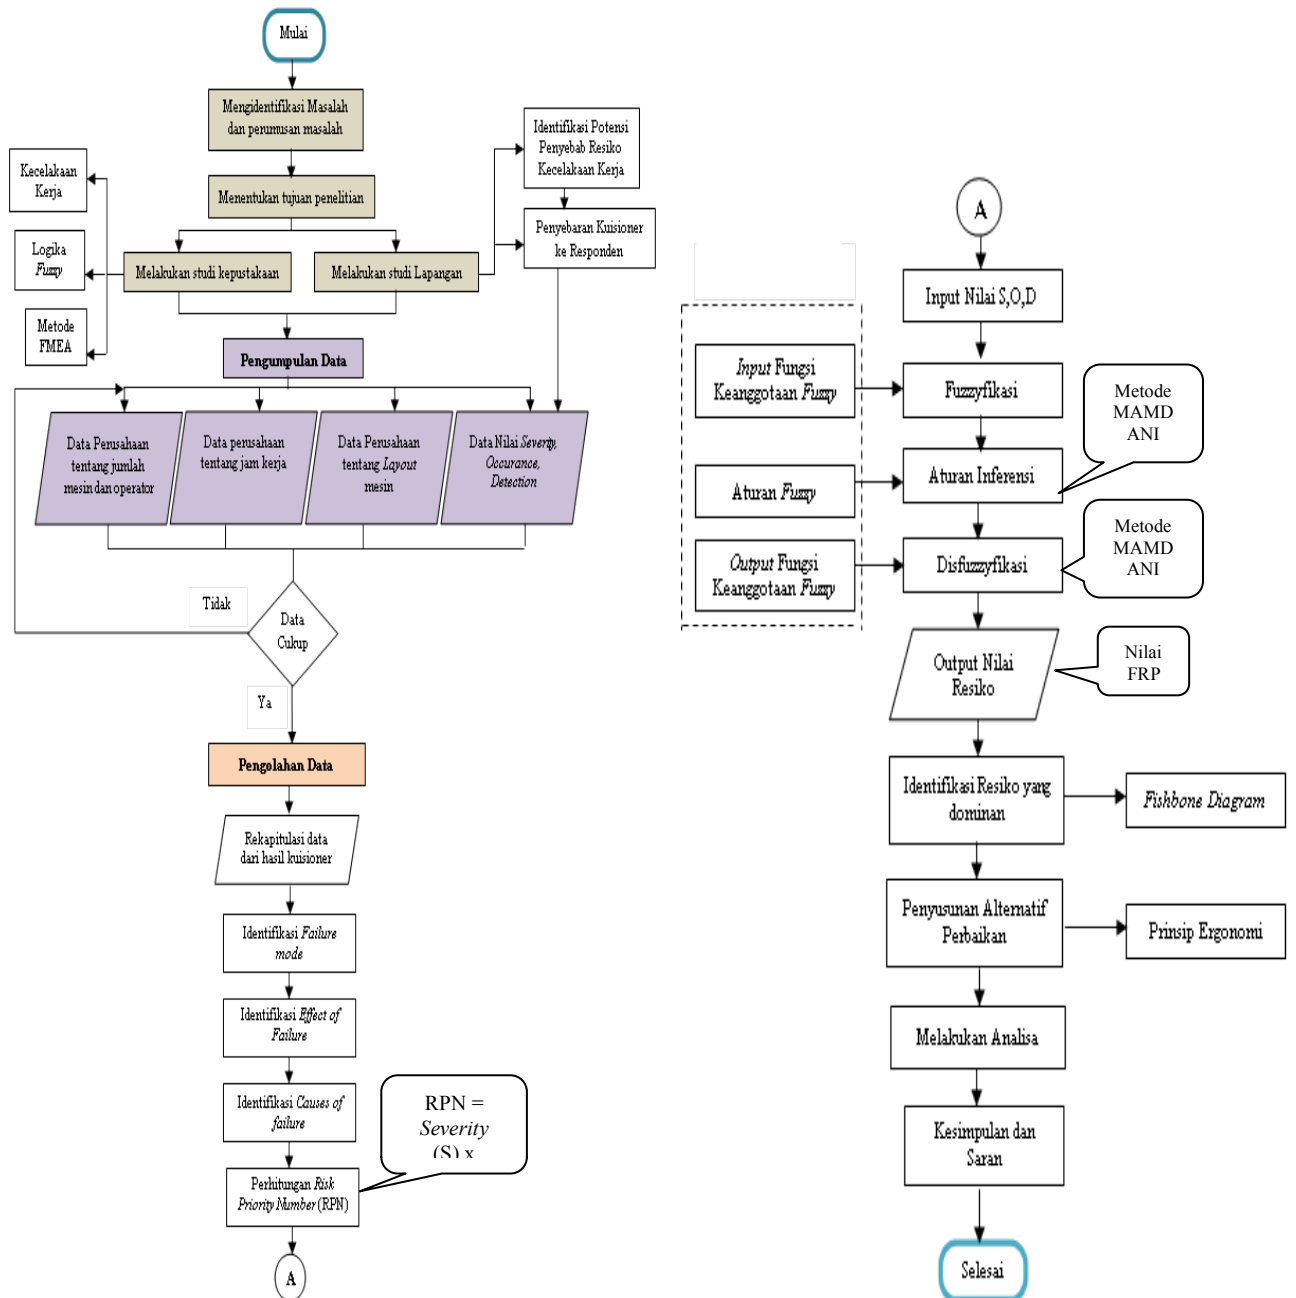 Mulai
Mengidentifikasi Masalah
dan perumusan masalah
Menentukan tujuan penelitian
Melakukan studi kepustakaan
Melakukan studi Lapangan
Kecelakaan
Kerja
Logika
Fuzzy
Metode
FMEA
Identifikasi Potensi
Penyebab Resiko
Kecelakaan Kerja
Penyebaran Kuisioner
ke Responden
Pengumpulan Data
Data Perusahaan
tentang jumlah
mesin dan operator
Data perusahaan
tentang jam kerja
Data Perusahaan
tentang Layout
mesin
Data Nilai Severity,
Occurance,
Detection
Tidak
Data
Cukup
Ya
Pengolahan Data
Rekapitulasi data
dari hasil kuisioner
Identifikasi Failure
mode
Identifikasi Effect of
Failure
Identifikasi Causes of
failure
Perhitungan Risk
Priority Number (RPN)
RPN =
Severity
(S) x
A
A
Input Nilai S,O,D
Input Fungsi
Keanggotaan Fuzzy
Fuzzyfikasi
Metode
MAMD
ANI
Aturan Fuzzy
Aturan Inferensi
Output Fungsi
Keanggotaan Fuzzy
Disfuzzyfikasi
Metode
MAMD
ANI
Output Nilai
Resiko
Nilai
FRP
Identifikasi Resiko yang
dominan
Fishbone Diagram
Penyusunan Alternatif
Perbaikan
Prinsip Ergonomi
Melakukan Analisa
Kesimpulan dan
Saran
Selesai